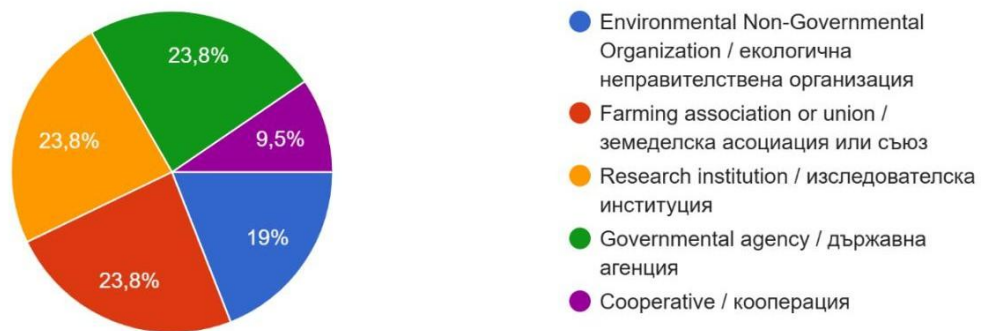 23,8%
23,8%
9,5%
19%
23,8%
Environmental Non-Governmental
Organization / екологична
неправителствена организация
Farming association or union /
земеделска асоциация или съюз
Research institution / изследователска
институция
Governmental agency / държавна
агенция
Cooperative / кооперация